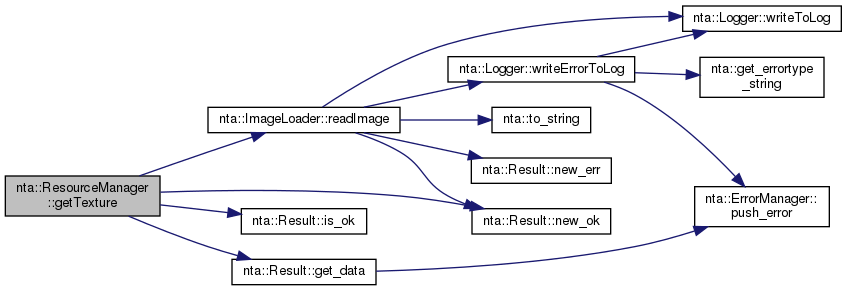 nta::Logger::writeToLog
nta::Logger::writeErrorToLog
nta::get_errortype
_string
nta::ImageLoader::readImage
nta::to_string
nta::Result::new_err
nta::ResourceManager
::getTexture
nta::ErrorManager::
push_error
nta::Result::is_ok
nta::Result::new_ok
nta::Result::get_data